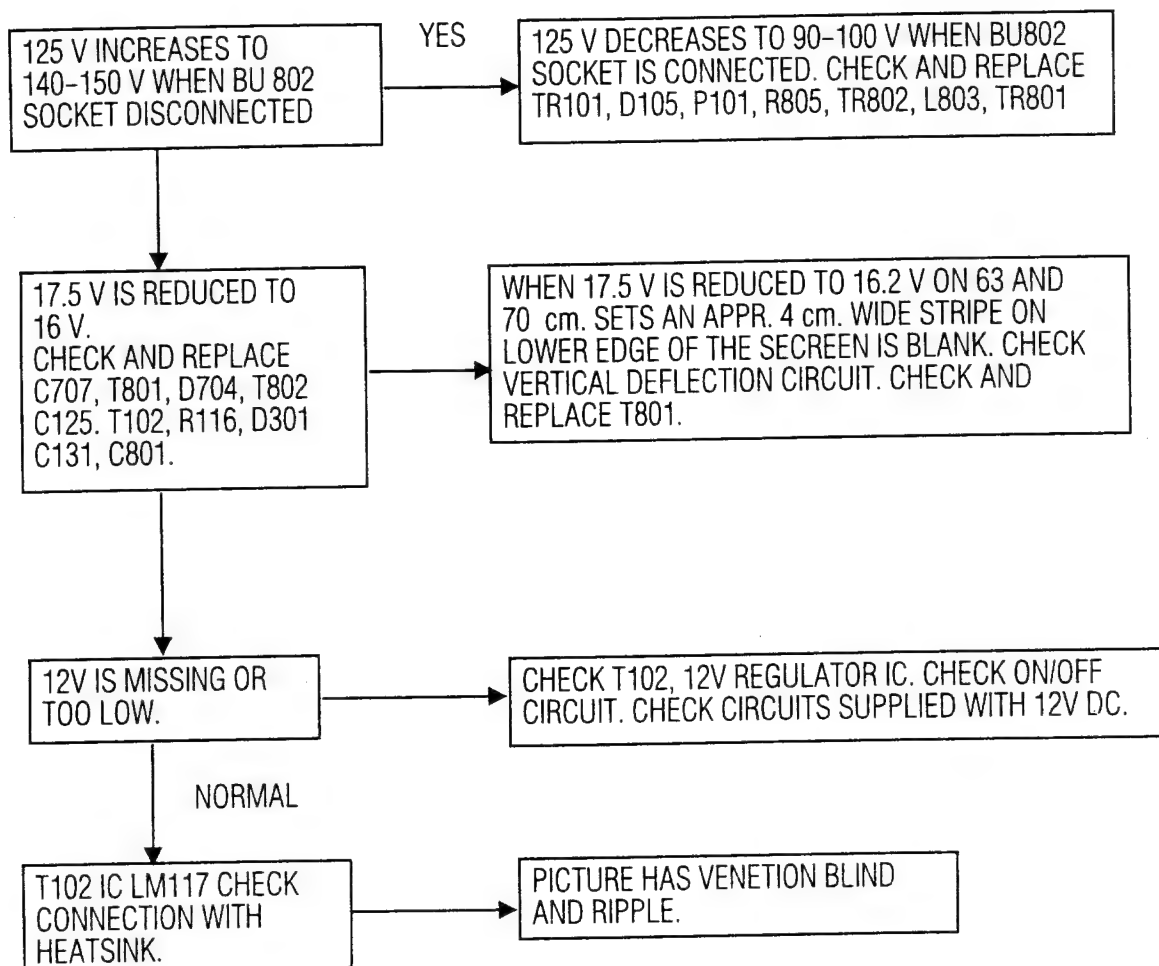 125 V INCREASES TO
140-150 V WHEN BU 802
SOCKET DISCONNECTED
YES
125 V DECREASES TO 90-100 V WHEN BU802
SOCKET IS CONNECTED. CHECK AND REPLACE
TR101, D105, P101, R805, TR802, L803, TR801
17.5 V IS REDUCED TO
16 V.
CHECK AND REPLACE
C707, T801, D704, T802
C125. T102, R116, D301
C131, C801.
WHEN 17.5 V IS REDUCED TO 16.2 V ON 63 AND
70 cm. SETS AN APPR. 4 cm. WIDE STRIPE ON
LOWER EDGE OF THE SECREEN IS BLANK. CHECK
VERTICAL DEFLECTION CIRCUIT. CHECK AND
REPLACE T801.
12V IS MISSING OR
TOO LOW.
CHECK T102, 12V REGULATOR IC. CHECK ON/OFF
CIRCUIT. CHECK CIRCUITS SUPPLIED WITH 12V DC.
NORMAL
T102 IC LM117 CHECK
CONNECTION WITH
HEATSINK.
PICTURE HAS VENETION BLIND
AND RIPPLE.